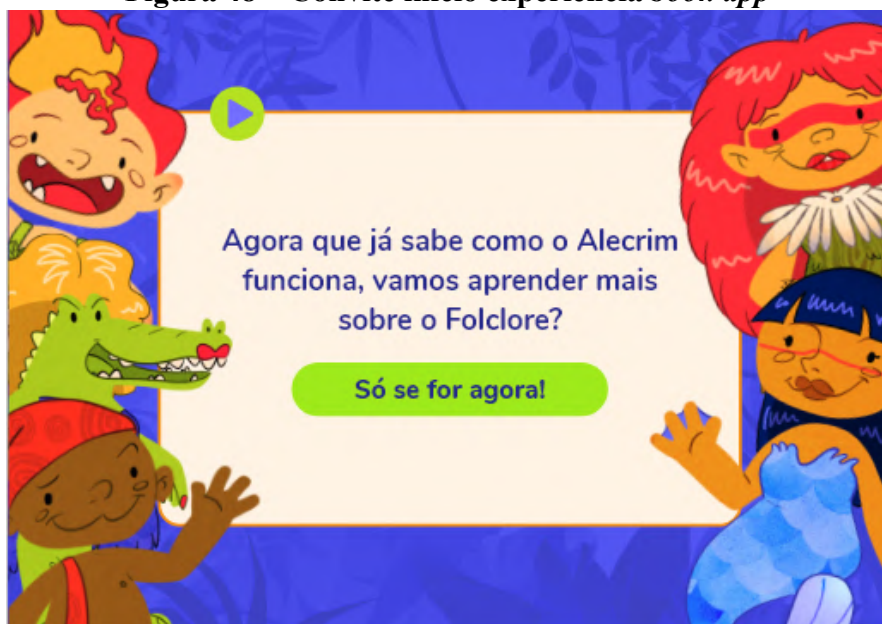 Agora que já sabe como o Alecrim
funciona, vamos aprender mais
sobre o Folclore?
Só se for agora!